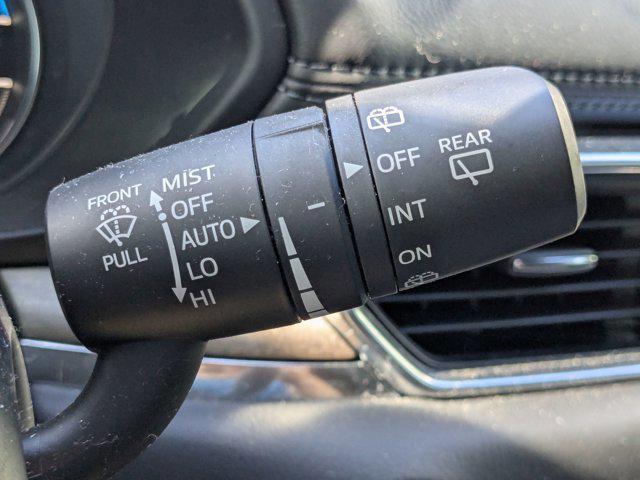 FRONT
PULL
MIST
OFF
AUTO
LO
HI
OFF
INT
ON
REAR